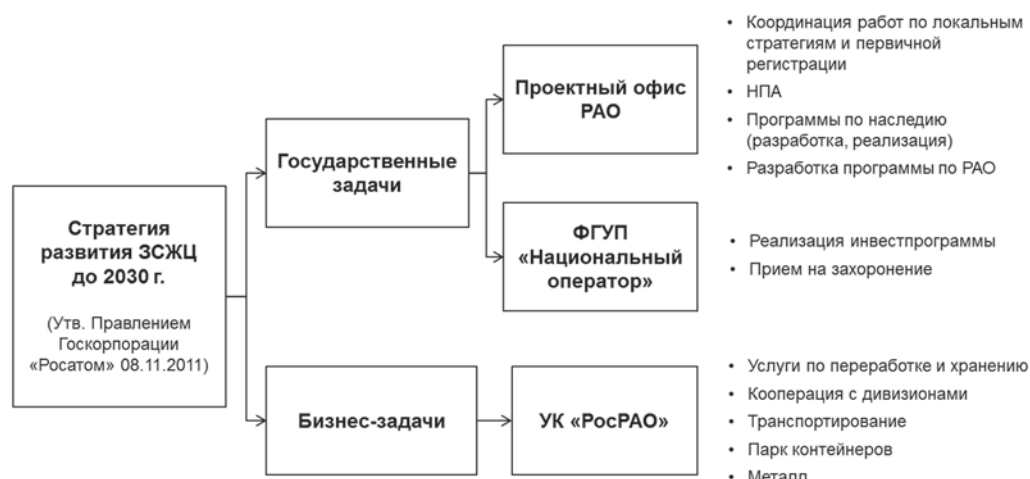 Стратегия
развития ЗСЖЦ
до 2030 г.
(Утв. Правлением
Госкорпорации
«Росатом» 08.11.2011)
Государственные
задачи
Проектный офис
РАО
• Координация работ по локальным
стратегиям и первичной
регистрации
• НПА
• Программы по наследию
(разработка, реализация)
• Разработка программы по РАО
ФГУП
«Национальный
оператор»
• Реализация инвестпрограммы
• Прием на захоронение
Бизнес-задачи
УК «РосРАО»
• Услуги по переработке и хранению
• Кооперация с дивизионами
• Транспортирование
• Парк контейнеров
• Металл